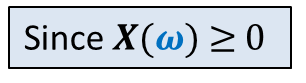 Since X(ω) ≥ 0